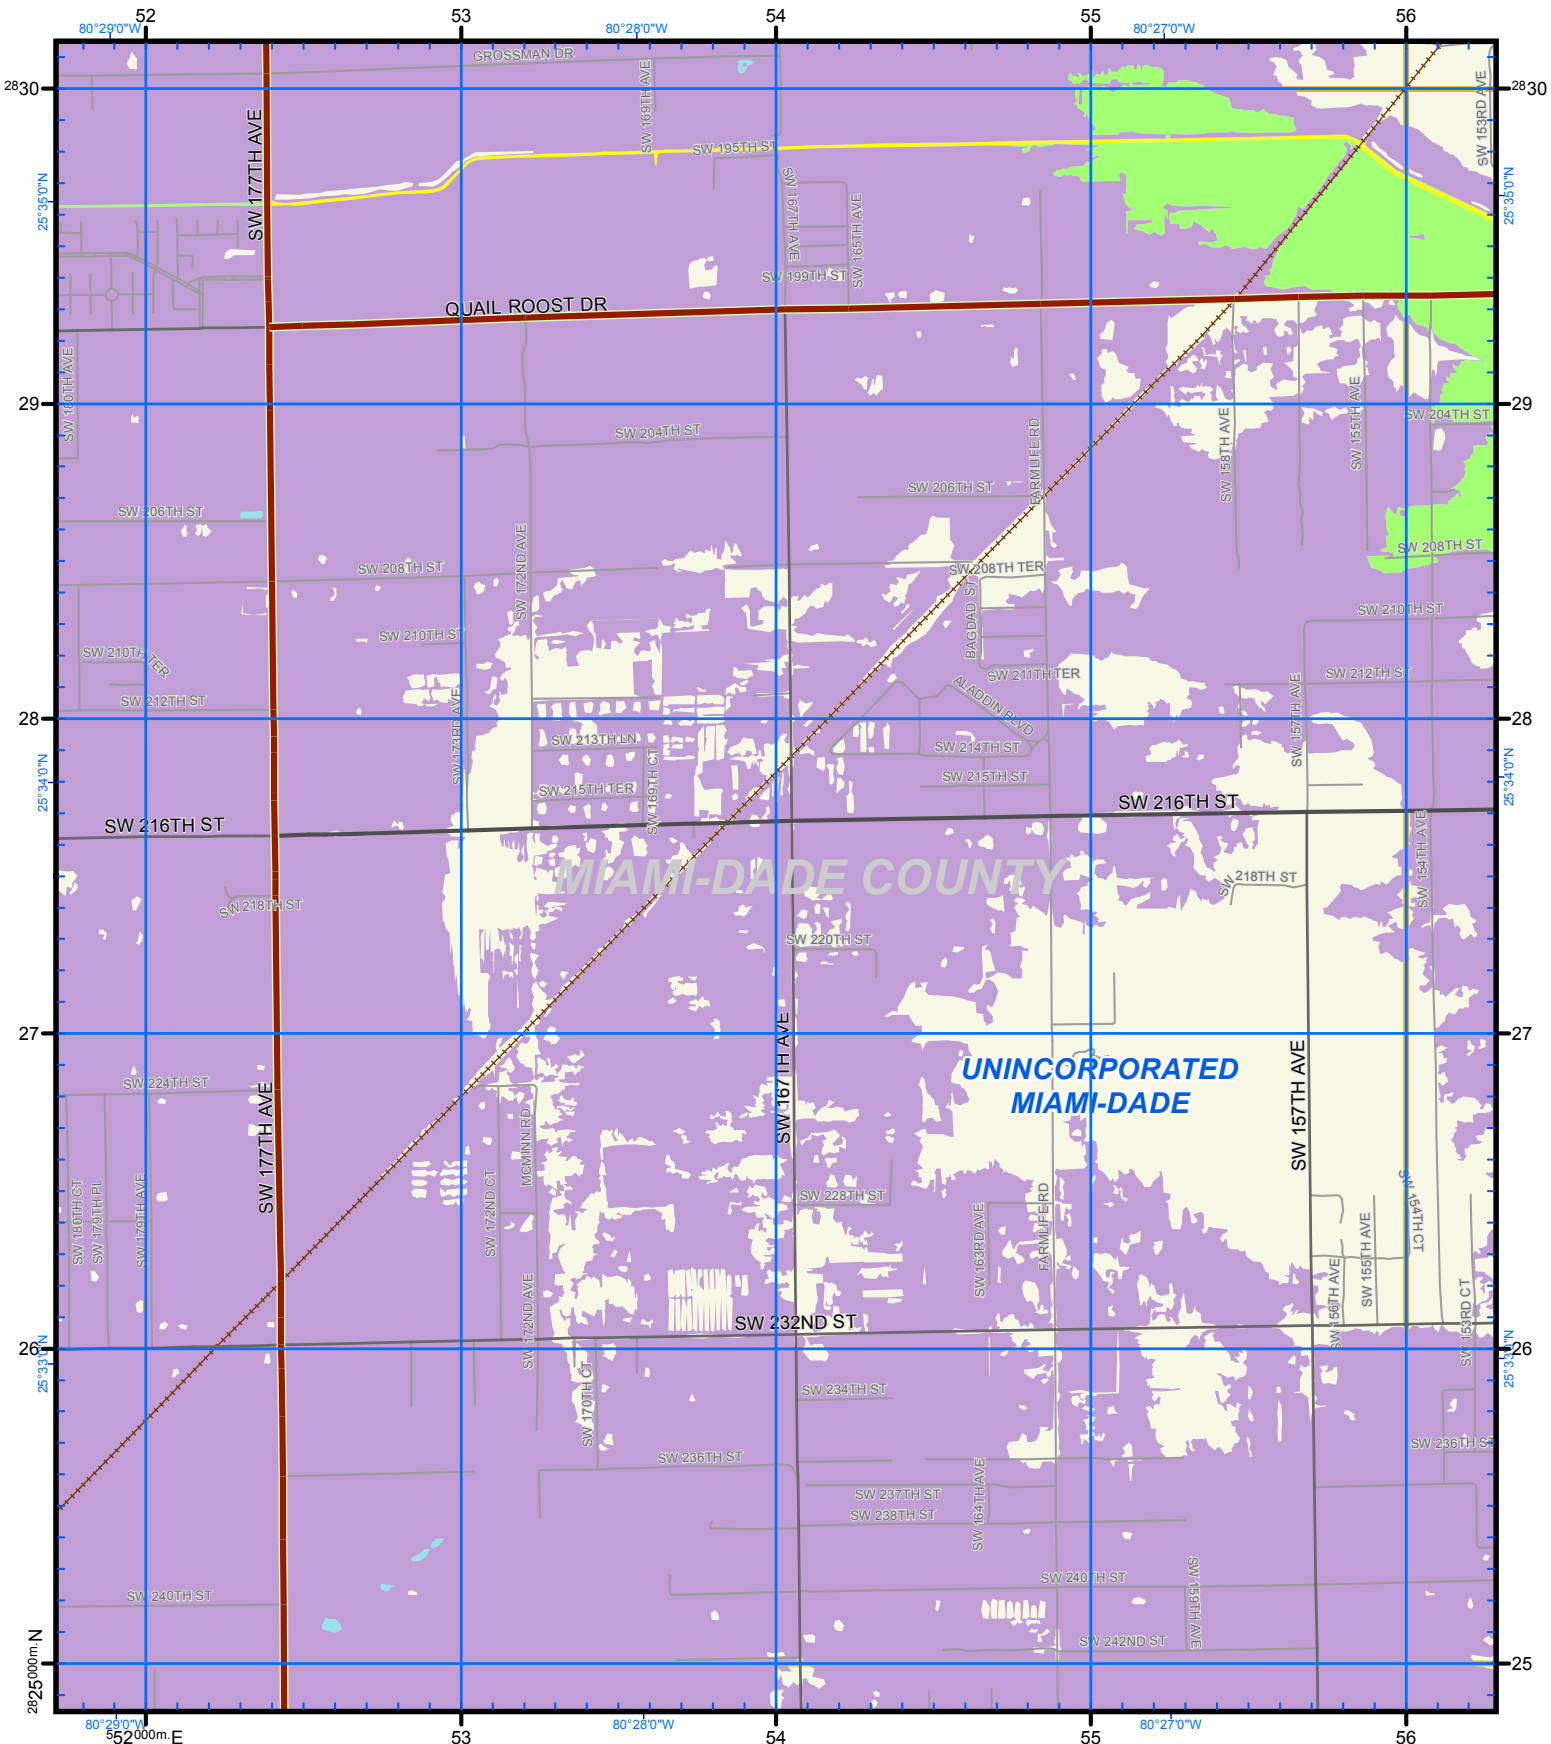 52
53
54
55
56
80°29'0"W
80°28'0"W
80°27'0"W
GROSSMAN DR
SW 169TH AVE
SW 153RD AVE
2830
2830
SW 177TH AVE
SW 195TH ST
25°35'0"N
25°35'0"N
SW 167TH AVE
SW 165TH AVE
SW 199TH ST
QUAIL ROOST DR
SW 180TH AVE
29
29
SW 204TH ST
SW 204TH ST
FARMLIFE RD
SW 158TH AVE
SW 155TH AVE
SW 206TH ST
SW 206TH ST
SW 172ND AVE
SW 208TH ST
SW 208TH TER
SW 208TH ST
BAGDAD ST
SW 210TH ST
SW 210TH ST
SW 210TH TER
SW 211TH TER
SW 212TH ST
SW 212TH ST
ALADDIN BLVD
28
28
SW 173RD AVE
SW 157TH AVE
SW 213TH LN
SW 214TH ST
SW 169TH CT
25°34'0"N
25°34'0"N
SW 215TH TER
SW 215TH ST
SW 216TH ST
SW 216TH ST
SW 154TH AVE
MIAMI-DADE COUNTY
SW 218TH ST
SW 218TH ST
SW 220TH ST
27
27
SW 167TH AVE
SW 157TH AVE
UNINCORPORATED
MIAMI-DADE
SW 224TH ST
SW 177TH AVE
MCMINN RD
SW 180TH CT
SW 179TH PL
SW 179TH AVE
SW 172ND CT
SW 228TH ST
SW 163RD AVE
FARMLIFE RD
SW 154TH CT
SW 155TH AVE
SW 156TH AVE
SW 153RD CT
SW 172ND AVE
SW 232ND ST
26
26
25°33'0"N
25°33'0"N
SW 170TH CT
SW 234TH ST
SW 236TH ST
SW 236TH ST
SW 164TH AVE
SW 237TH ST
SW 238TH ST
SW 159TH AVE
SW 240TH ST
SW 240TH ST
SW 242ND ST
2825000m.N
25
80°29'0"W
80°28'0"W
80°27'0"W
552000m.E
53
54
55
56